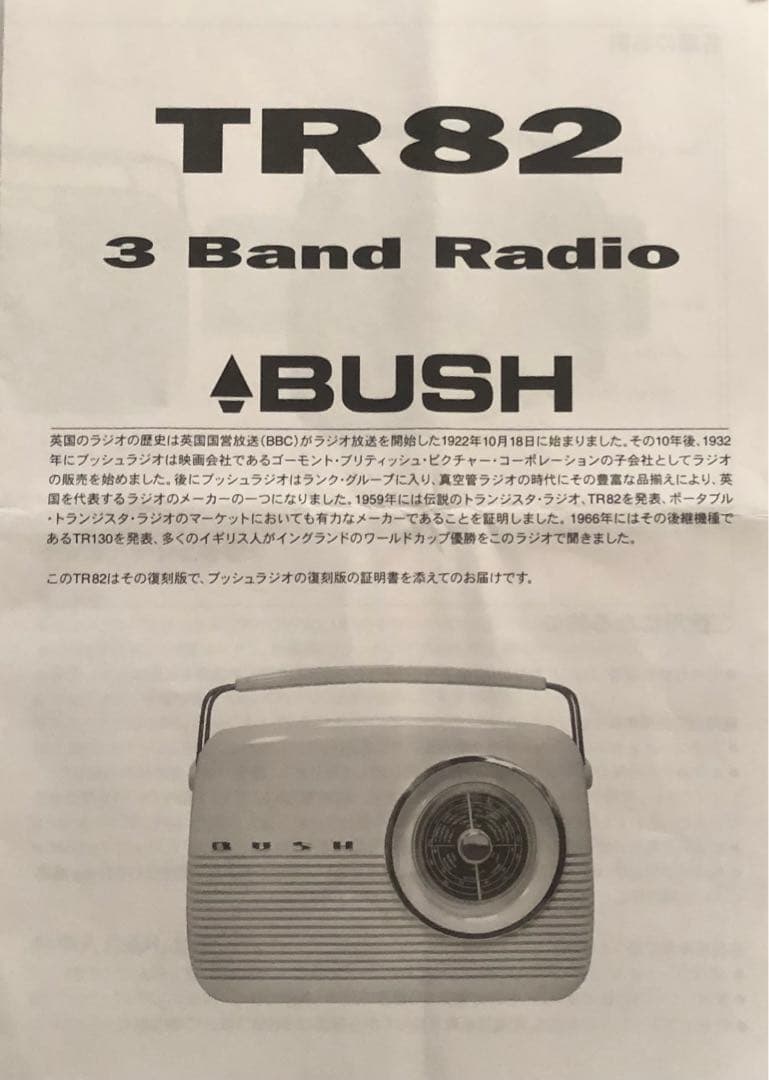 TR82
3 Band Radio
BUSH
英国のラジオの歴史は英国国営放送(BBC)がラジオ放送を開始した1922年10月18日に始まりました。その10年後、1932
年にブッシュラジオは映画会社であるゴーモント・ブリティッシュ・ピクチャー・コーポレーションの子会社としてラジオ
の販売を始めました。後にブッシュラジオはランク・グループに入り、真空管ラジオの時代にその豊富な品揃えにより、英
国を代表するラジオのメーカーの一つになりました。1959年には伝説のトランジスタ・ラジオ、TR82を発表、ポータブル
・トランジスタ・ラジオのマーケットにおいても有力なメーカーであることを証明しました。1966年にはその後継機種で
あるTR130を発表、多くのイギリス人がイングランドのワールドカップ優勝をこのラジオで聞きました。
このTR82はその復刻版で、ブッシュラジオの復刻版の証明書を添えてのお届けです。
BUSH